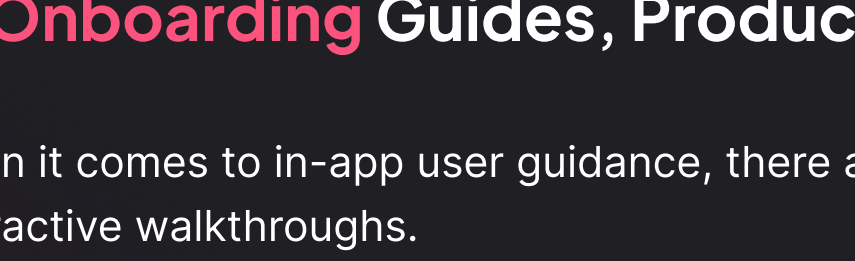 Onboarding Guides, Produc
n it comes to in-app user guidance, there a
ractive walkthroughs.